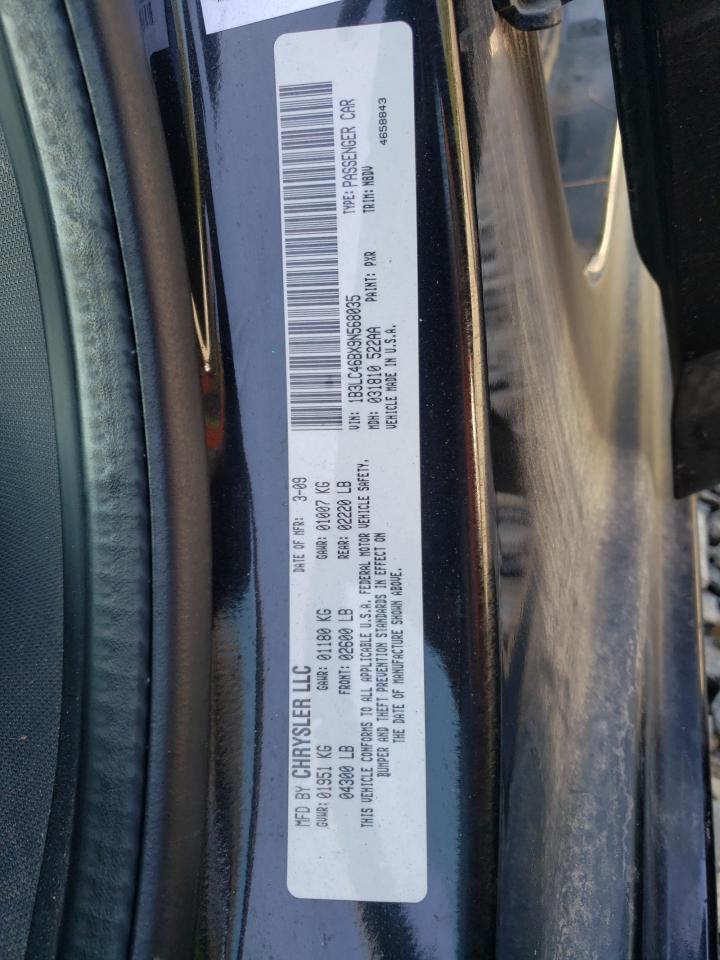 MFD BY CHRYSLER LLC DATE OF MFR: 3-09
GVWR: 01951 KG GAWR: 01180 KG GAWR: 01007 KG
04300 LB FRONT: 02600 LB REAR: 02220 LB
THIS VEHICLE CONFORMS TO ALL APPLICABLE U.S.A. FEDERAL MOTOR VEHICLE SAFETY,
BUMPER AND THEFT PREVENTION STANDARDS IN EFFECT ON
THE DATE OF MANUFACTURE SHOWN ABOVE.
VIN: 1B3LC46BX9N568035 TYPE: PASSENGER CAR
MDH: 031810 522AA PAINT: PXR TRIM: MBDV
VEHICLE MADE IN U.S.A. 4658843